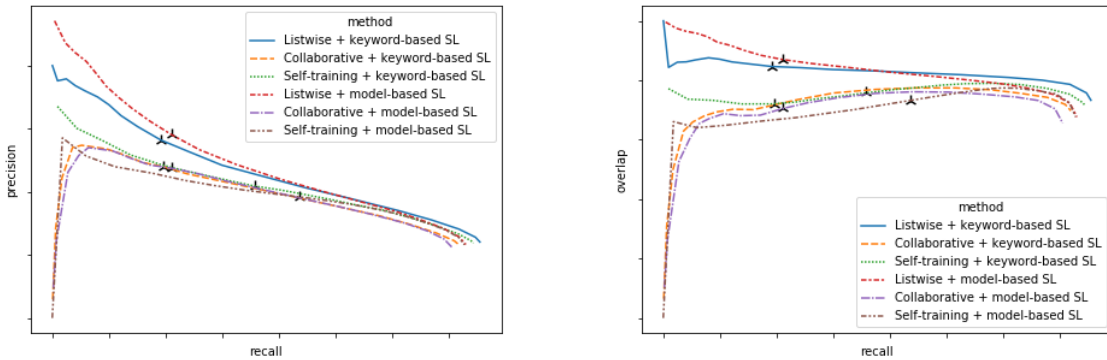 method
Listwise + keyword-based SL
Collaborative + keyword-based SL
Self-training + keyword-based SL
Listwise + model-based SL
Collaborative + model-based SL
Self-training + model-based SL
precision
recall
overlap
method
Listwise + keyword-based SL
Collaborative + keyword-based SL
Self-training + keyword-based SL
Listwise + model-based SL
Collaborative + model-based SL
Self-training + model-based SL
recall